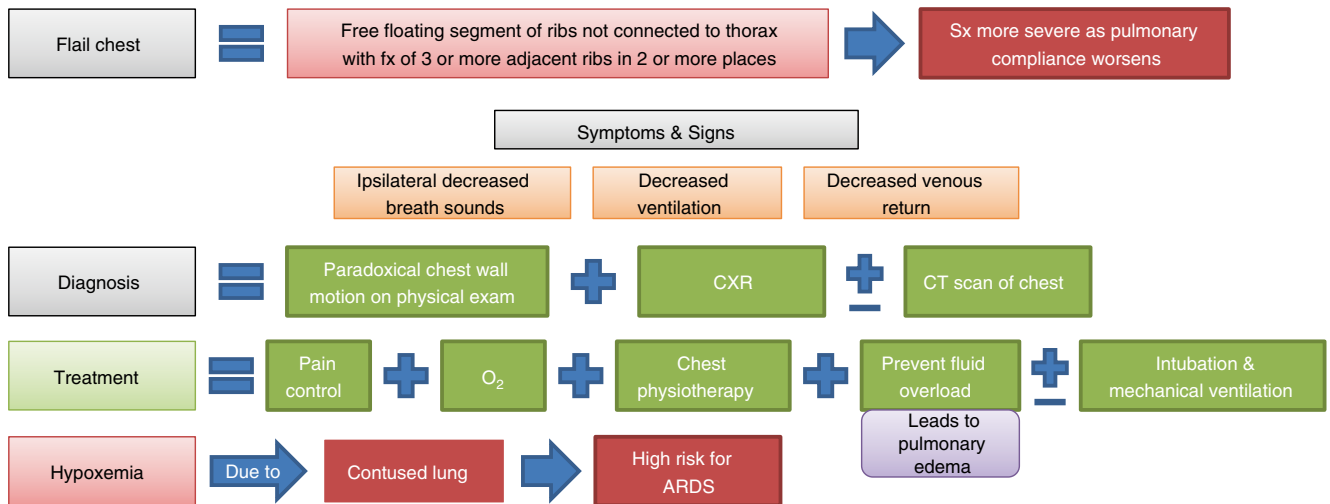 Flail chest
Free floating segment of ribs not connected to thorax
with fx of 3 or more adjacent ribs in 2 or more places
Sx more severe as pulmonary
compliance worsens
Symptoms & Signs
Ipsilateral decreased
breath sounds
Decreased
ventilation
Decreased venous
return
Diagnosis
Paradoxical chest wall
motion on physical exam
CXR
CT scan of chest
Treatment
Pain
control
O₂
Chest
physiotherapy
Prevent fluid
overload
Leads to
pulmonary
edema
Intubation &
mechanical ventilation
Hypoxemia
Due to
Contused lung
High risk for
ARDS